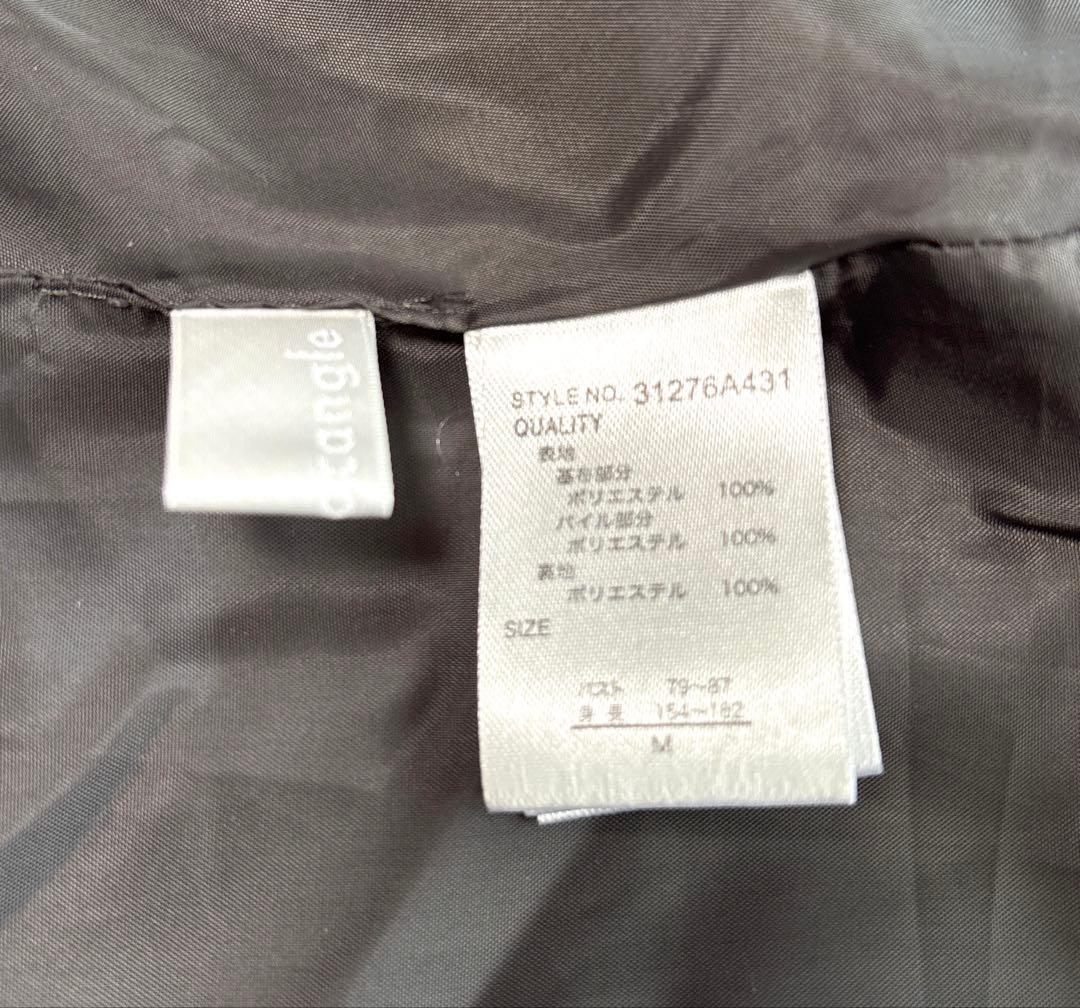 ctangle
STYLE NO. 31276A431
QUALITY
表地
基布部分
ポリエステル 100%
パイル部分
ポリエステル 100%
裏地
ポリエステル 100%
SIZE
バスト 79~87
身長 154~162
M